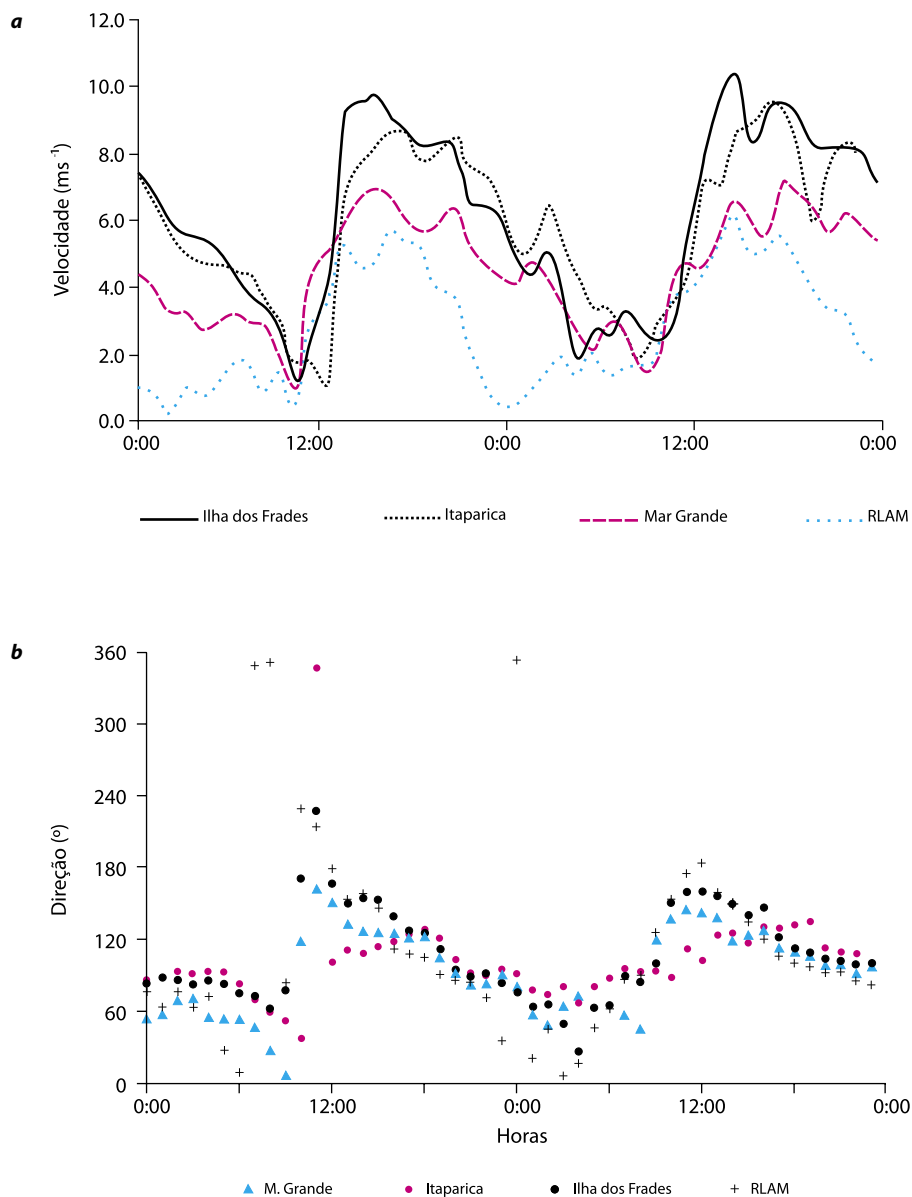 a
12.0
10.0
8.0
6.0
4.0
2.0
0.0
Velocidade (ms -1)
0:00 12:00 0:00 12:00 0:00
Ilha dos Frades Itaparica Mar Grande RLAM
b
360
300
240
180
120
60
0
Direção (º)
0:00 12:00 0:00 12:00 0:00
Horas
M. Grande Itaparica Ilha dos Frades RLAM